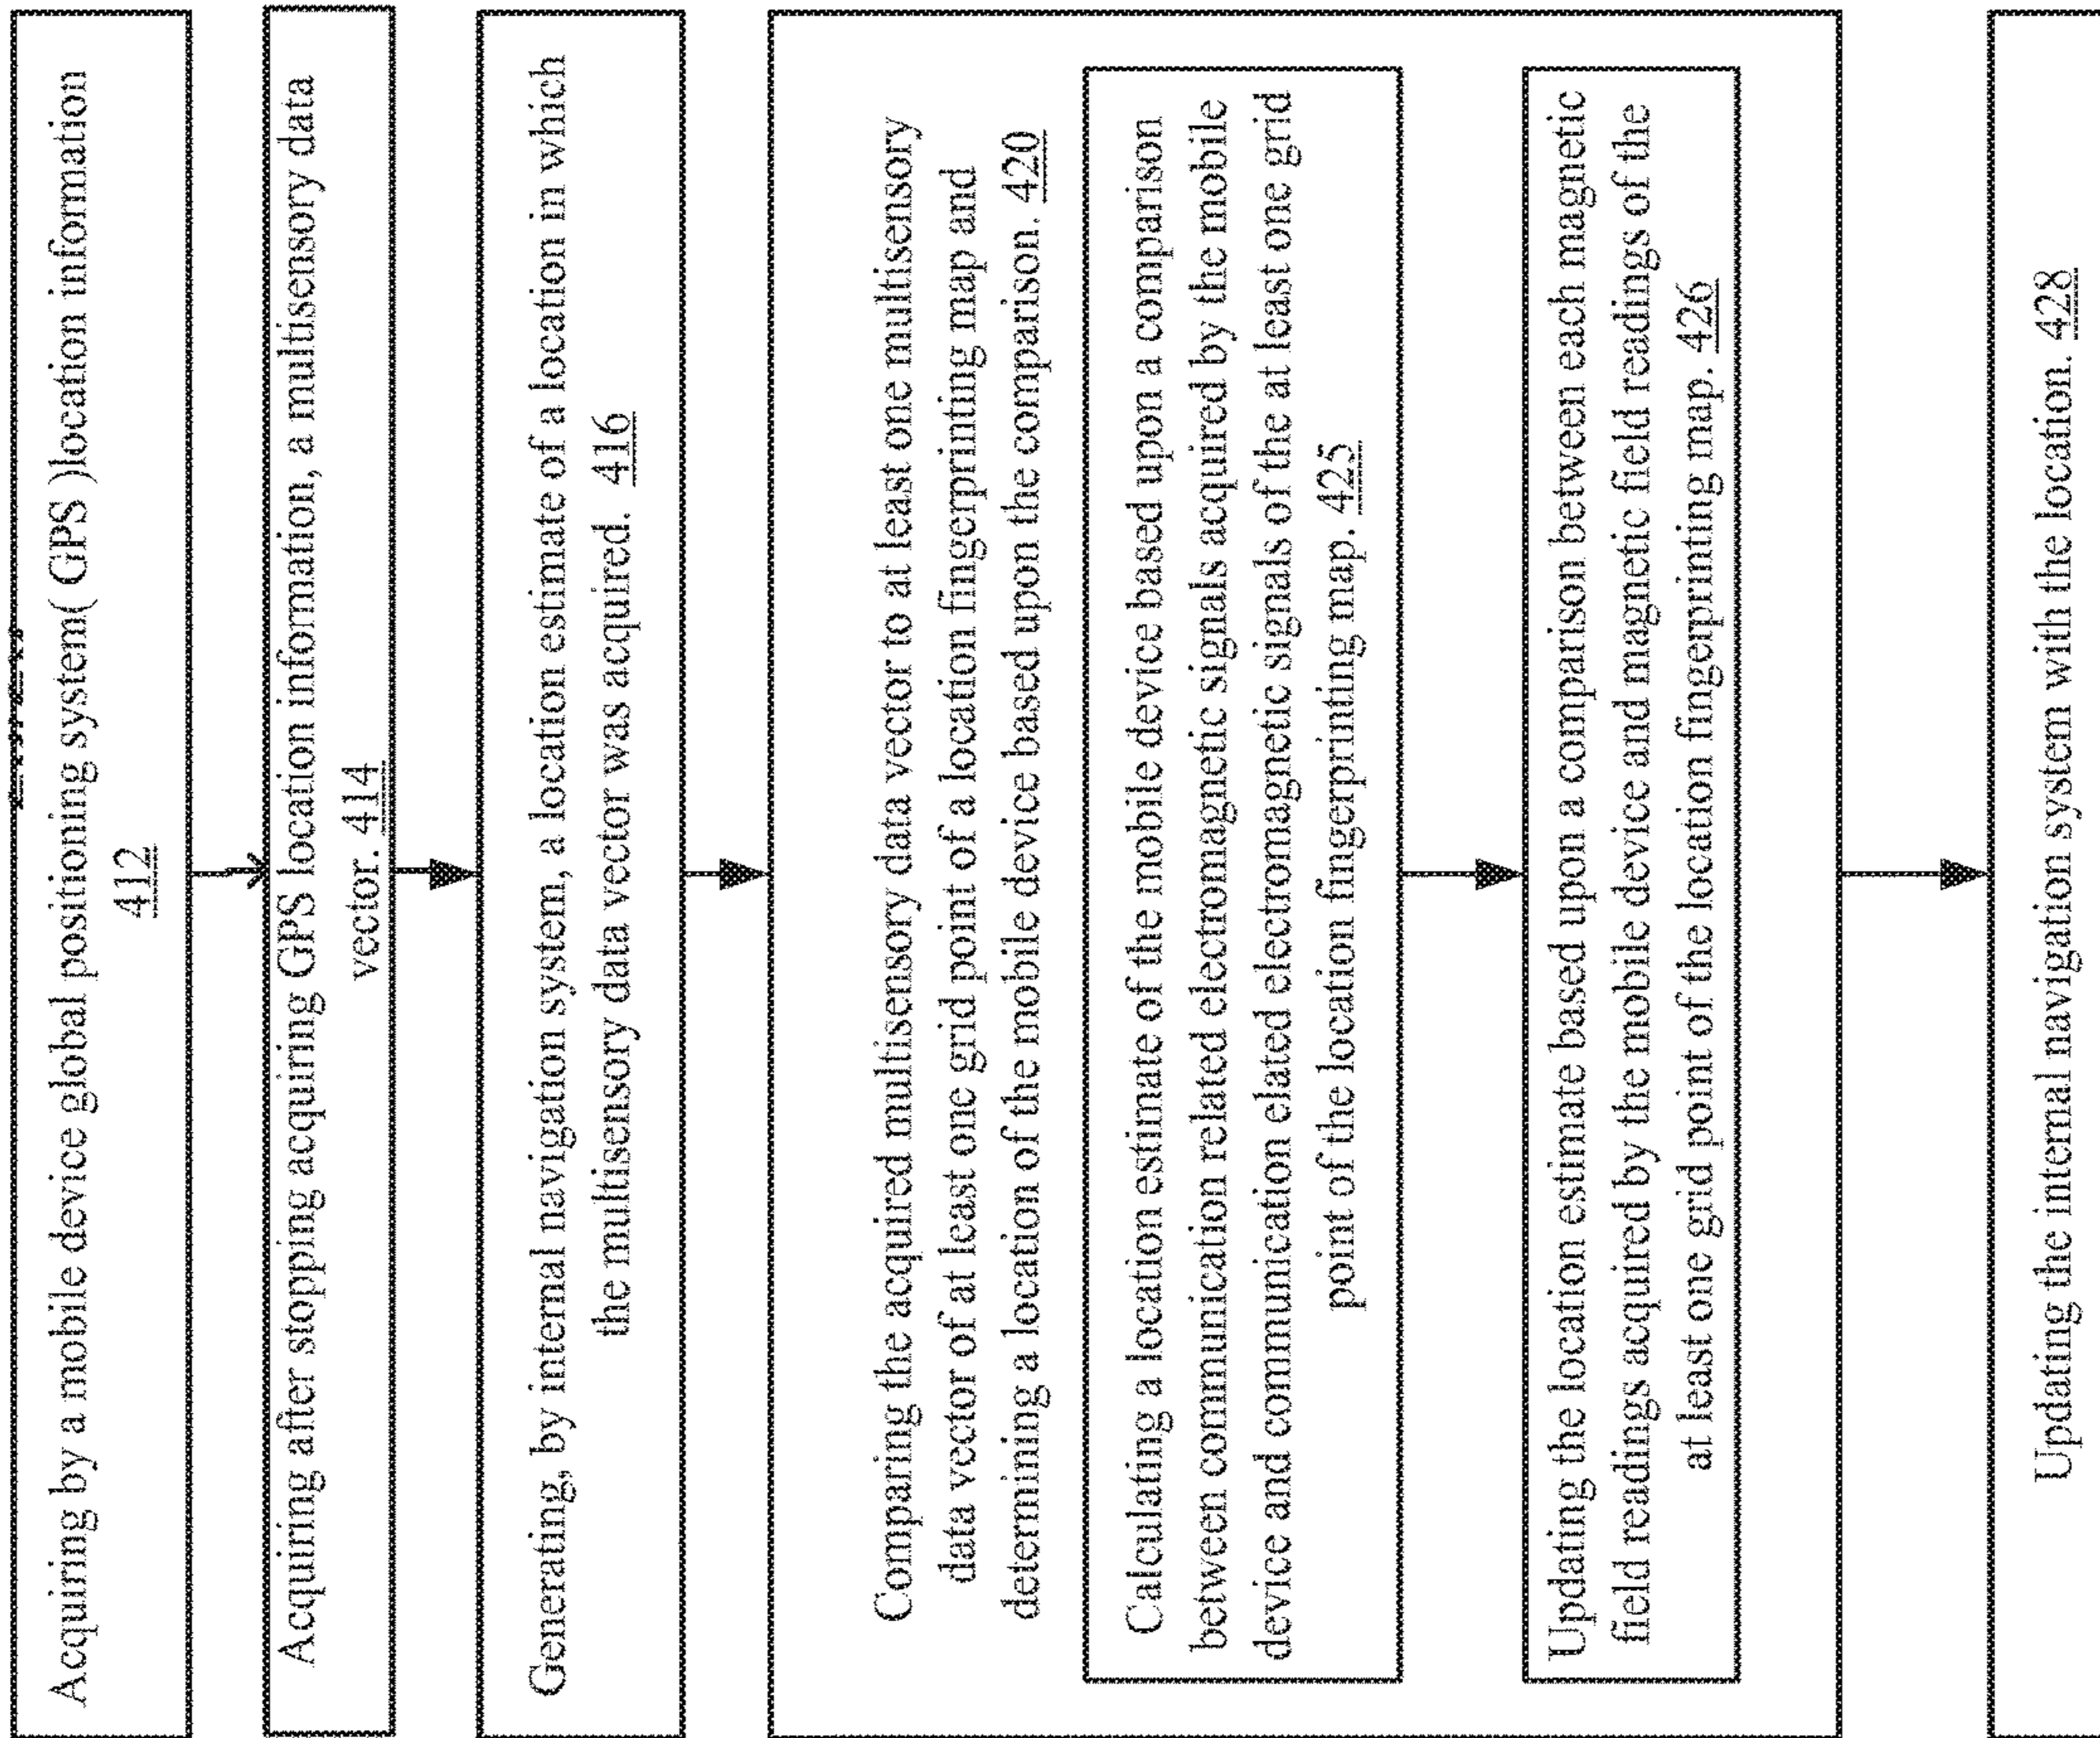 Acquiring by a mobile device global positioning system( GPS )location information
412
Acquiring after stopping acquiring GPS location information, a multisensory data
vector. 414
Generating, by internal navigation system, a location estimate of a location in which
the multisensory data vector was acquired. 416
Comparing the acquired multisensory data vector to at least one multisensory
data vector of at least one grid point of a location fingerprinting map and
determining a location of the mobile device based upon the comparison. 420
Calculating a location estimate of the mobile device based upon a comparison
between communication related electromagnetic signals acquired by the mobile
device and communication elated electromagnetic signals of the at least one grid
point of the location fingerprinting map. 425
Updating the location estimate based upon a comparison between each magnetic
field readings acquired by the mobile device and magnetic field readings of the
at least one grid point of the location fingerprinting map. 426
Updating the internal navigation system with the location. 428